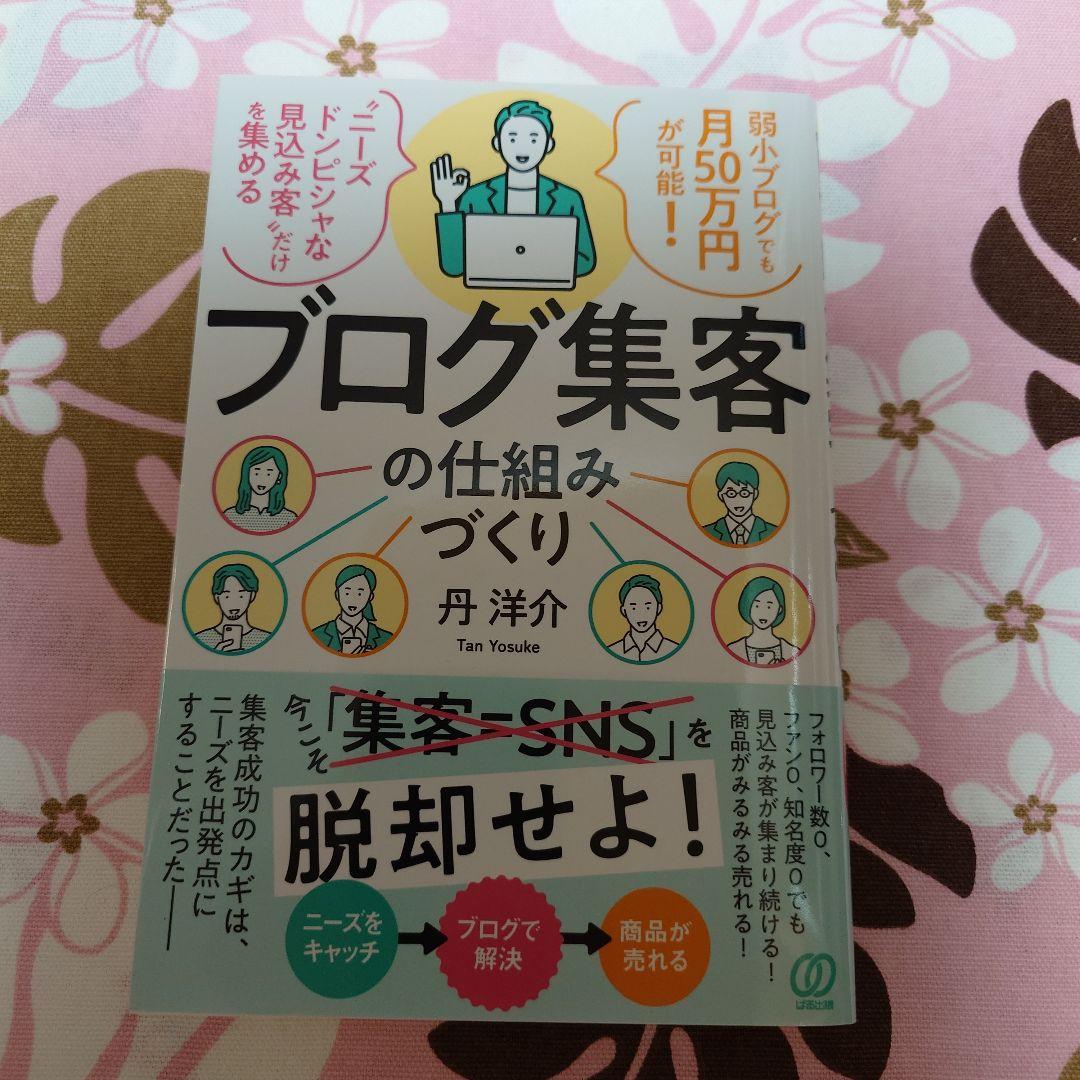 弱小ブログでも
月50万円
が可能！
“ニーズ
ドンピシャな
見込み客”だけ
を集める
ブログ集客
の仕組み
づくり
丹 洋介
Tan Yosuke
今こそ「集客=SNS」を
脱却せよ！
フォロワー数0、
ファン0、知名度0でも
見込み客が集まり続ける！
商品がみるみる売れる！
集客成功のカギは、
ニーズを出発点に
することだった――
ニーズを
キャッチ
ブログで
解決
商品が
売れる
ぱる出版